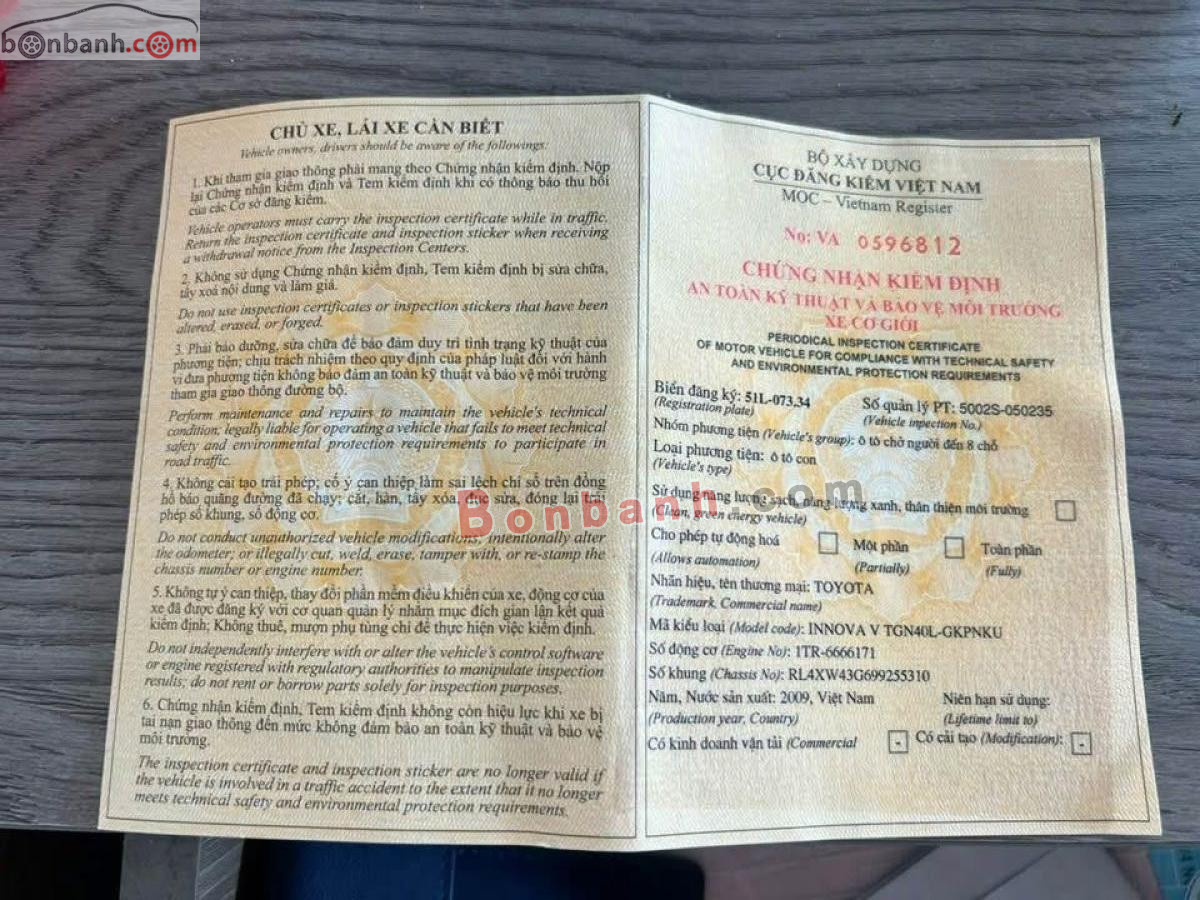 bonbanh.com
CHỦ XE, LÁI XE CẦN BIẾT
Vehicle owners, drivers should be aware of the followings:
1. Khi tham gia giao thông phải mang theo Chứng nhận kiểm định. Nộp
lại Chứng nhận kiểm định và Tem kiểm định khi có thông báo thu hồi
của các Cơ sở đăng kiểm.
Vehicle operators must carry the inspection certificate while in traffic.
Return the inspection certificate and inspection sticker when receiving
a withdrawal notice from the Inspection Centers.
2. Không sử dụng Chứng nhận kiểm định, Tem kiểm định bị sửa chữa,
tẩy xoá nội dung và làm giả.
Do not use inspection certificates or inspection stickers that have been
altered, erased, or forged.
3. Phải bảo dưỡng, sửa chữa để bảo đảm duy trì tình trạng kỹ thuật của
phương tiện; chịu trách nhiệm theo quy định của pháp luật đối với hành
vi đưa phương tiện không bảo đảm an toàn kỹ thuật và bảo vệ môi trường
tham gia giao thông đường bộ.
Perform maintenance and repairs to maintain the vehicle's technical
condition; legally liable for operating a vehicle that fails to meet technical
safety and environmental protection requirements to participate in
road traffic.
4. Không cải tạo trái phép; cố ý can thiệp làm sai lệch chỉ số trên đồng
hồ báo quãng đường đã chạy; cắt, hàn, tẩy xóa, đục sửa, đóng lại trái
phép số khung, số động cơ.
Do not conduct unauthorized vehicle modifications, intentionally alter
the odometer; or illegally cut, weld, erase, tamper with, or re-stamp the
chassis number or engine number.
5. Không tự ý can thiệp, thay đổi phần mềm điều khiển của xe, động cơ của
xe đã được đăng ký với cơ quan quản lý nhằm mục đích gian lận kết quả
kiểm định; Không thuê, mượn phụ tùng chỉ để thực hiện việc kiểm định.
Do not independently interfere with or alter the vehicle's control software
or engine registered with regulatory authorities to manipulate inspection
results; do not rent or borrow parts solely for inspection purposes.
6. Chứng nhận kiểm định, Tem kiểm định không còn hiệu lực khi xe bị
tai nạn giao thông đến mức không đảm bảo an toàn kỹ thuật và bảo vệ
môi trường.
The inspection certificate and inspection sticker are no longer valid if
the vehicle is involved in a traffic accident to the extent that it no longer
meets technical safety and environmental protection requirements.
BỘ XÂY DỰNG
CỤC ĐĂNG KIỂM VIỆT NAM
MOC – Vietnam Register
No: VA 0596812
CHỨNG NHẬN KIỂM ĐỊNH
AN TOÀN KỸ THUẬT VÀ BẢO VỆ MÔI TRƯỜNG
XE CƠ GIỚI
PERIODICAL INSPECTION CERTIFICATE
OF MOTOR VEHICLE FOR COMPLIANCE WITH TECHNICAL SAFETY
AND ENVIRONMENTAL PROTECTION REQUIREMENTS
Biển đăng ký: 51L-073.34 Số quản lý PT: 5002S-050235
(Registration plate) (Vehicle inpection No.)
Nhóm phương tiện (Vehicle's group): ô tô chở người đến 8 chỗ
Loại phương tiện: ô tô con
(Vehicle's type)
Sử dụng năng lượng sạch, năng lượng xanh, thân thiện môi trường
(Clean, green energy vehicle)
Cho phép tự động hoá Một phần Toàn phần
(Allows automation) (Partially) (Fully)
Nhãn hiệu, tên thương mại: TOYOTA
(Trademark, Commercial name)
Mã kiểu loại (Model code): INNOVA V TGN40L-GKPNKU
Số động cơ (Engine No): 1TR-6666171
Số khung (Chassis No): RL4XW43G699255310
Năm, Nước sản xuất: 2009, Việt Nam Niên hạn sử dụng:
(Production year, Country) (Lifetime limit to)
Có kinh doanh vận tải (Commercial - Có cải tạo (Modification): -
Bonbanh.com